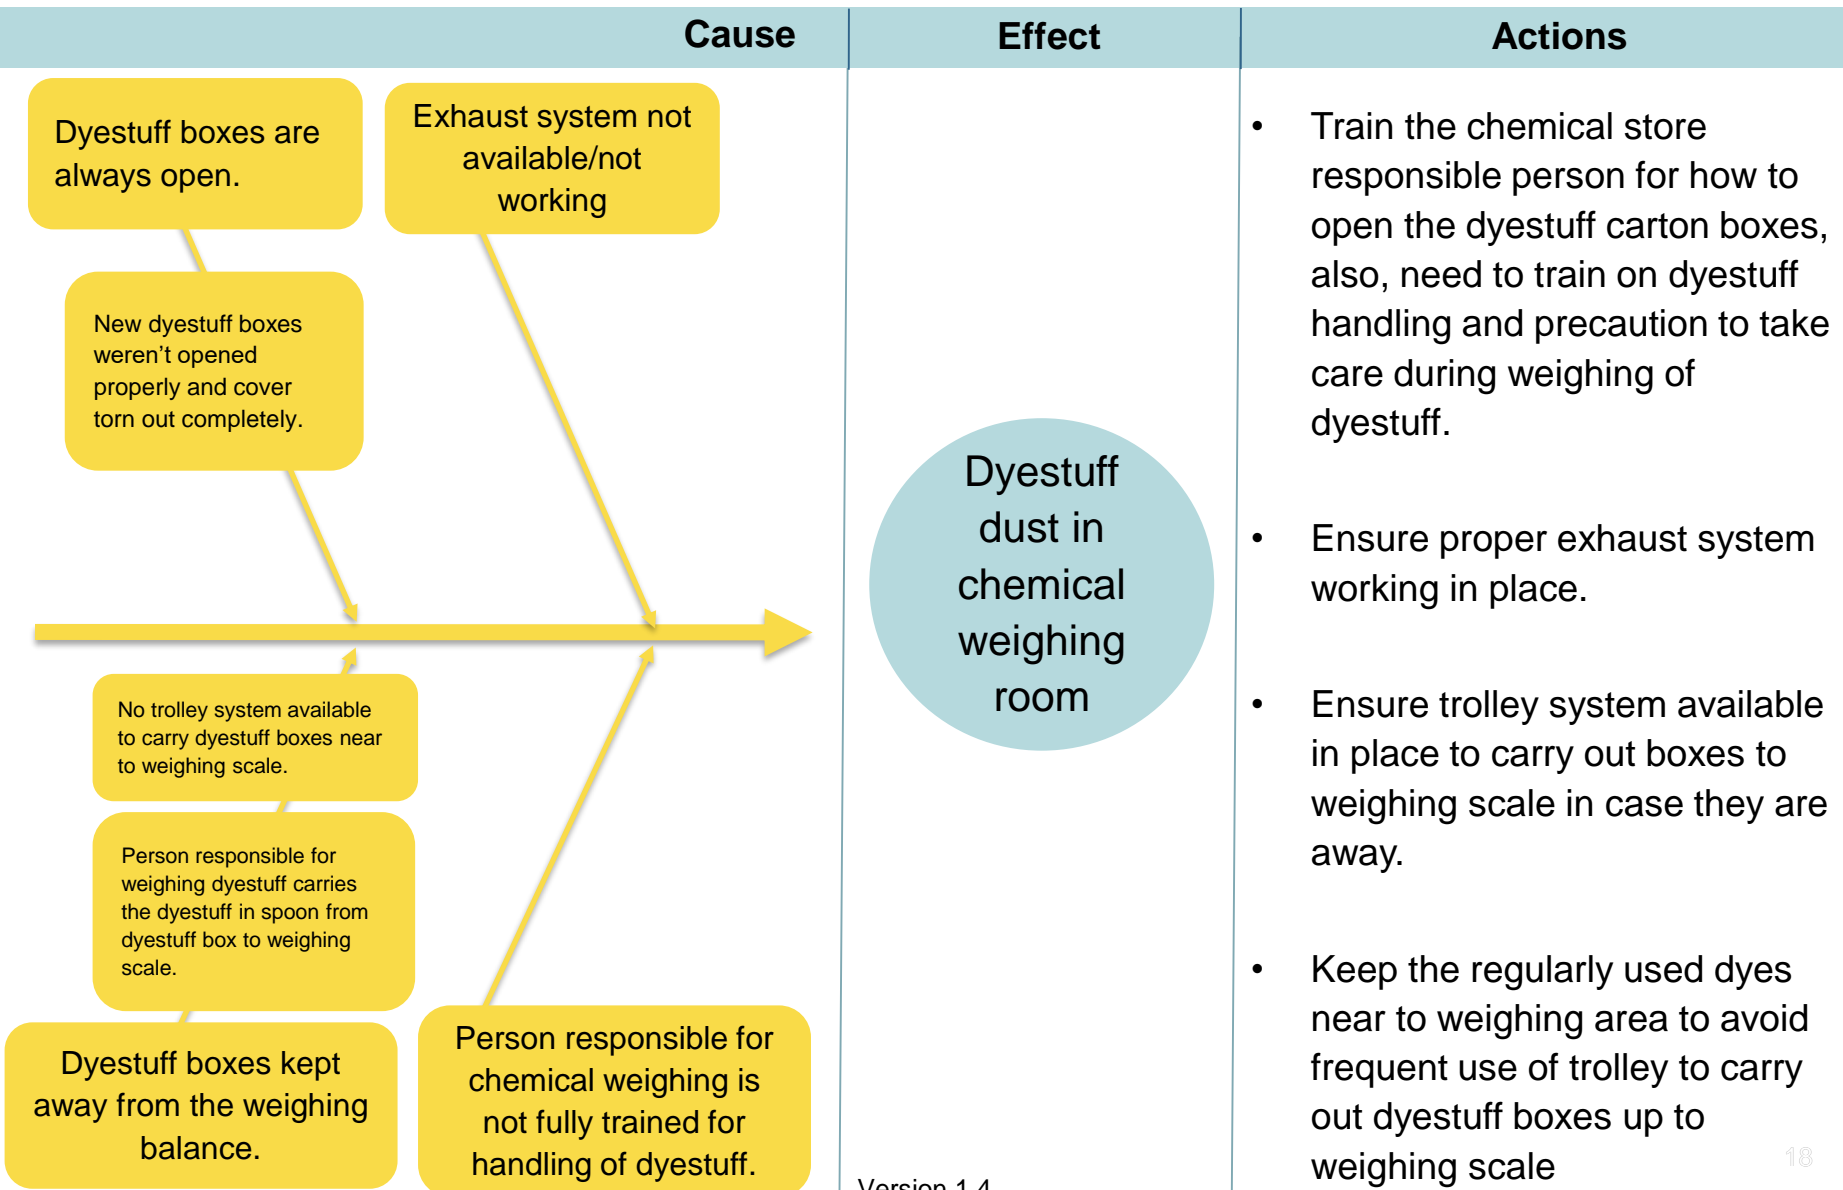 Cause
Effect
Actions
Dyestuff boxes are
always open.
Exhaust system not
available/not
working
New dyestuff boxes
weren’t opened
properly and cover
torn out completely.
No trolley system available
to carry dyestuff boxes near
to weighing scale.
Person responsible for
weighing dyestuff carries
the dyestuff in spoon from
dyestuff box to weighing
scale.
Dyestuff boxes kept
away from the weighing
balance.
Person responsible for
chemical weighing is
not fully trained for
handling of dyestuff.
Dyestuff
dust in
chemical
weighing
room
• Train the chemical store
responsible person for how to
open the dyestuff carton boxes,
also, need to train on dyestuff
handling and precaution to take
care during weighing of
dyestuff.
• Ensure proper exhaust system
working in place.
• Ensure trolley system available
in place to carry out boxes to
weighing scale in case they are
away.
• Keep the regularly used dyes
near to weighing area to avoid
frequent use of trolley to carry
out dyestuff boxes up to
weighing scale
Version 1.4
18